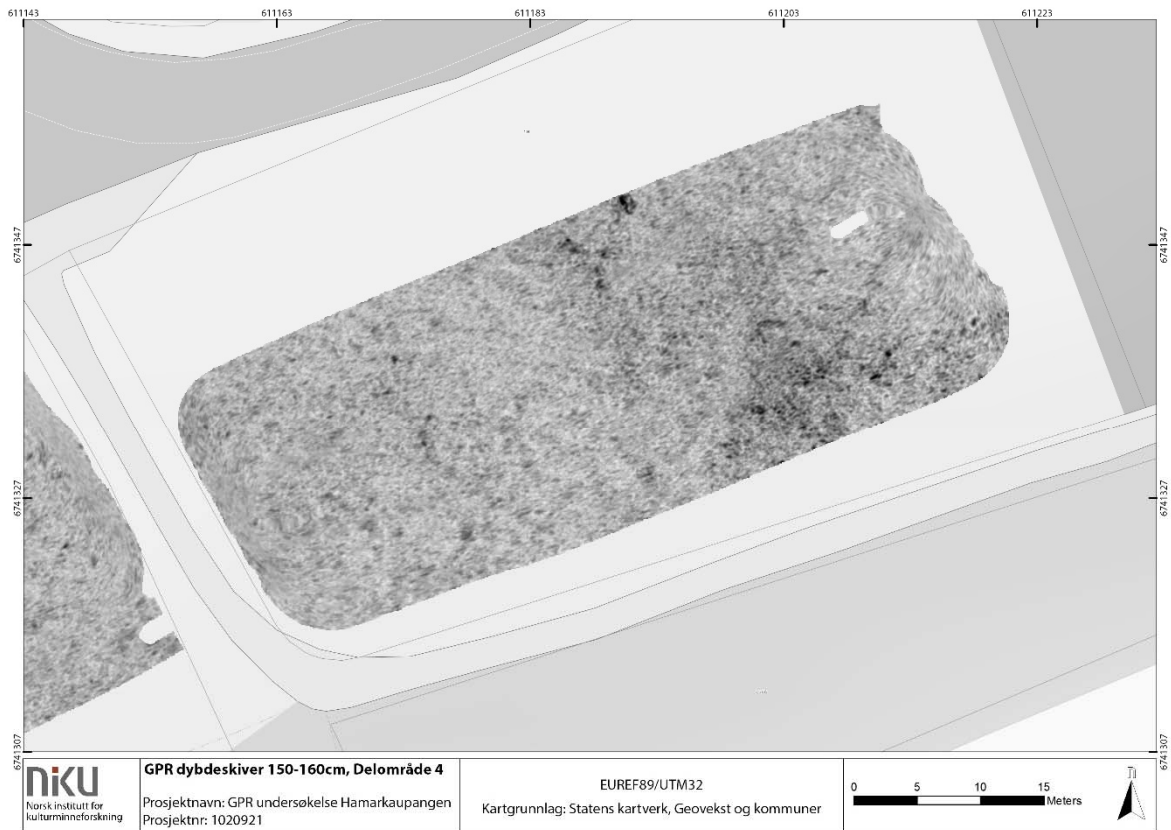 611143 611163 611183 611203 611223
6741347 6741347
6741327 6741327
6741307 6741307
NIKU
Norsk institutt for
kulturminneforskning
GPR dybdeskiver 150-160cm, Delområde 4
Prosjektnavn: GPR undersøkelse Hamarkaupangen
Prosjektnr: 1020921
EUREF89/UTM32
Kartgrunnlag: Statens kartverk, Geovekst og kommuner
0 5 10 15
Meters